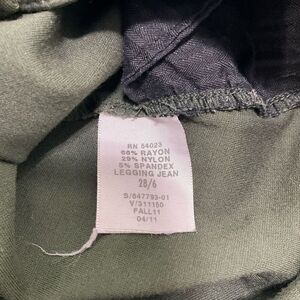 RN 54023
66% RAYON
29% NYLON
5% SPANDEX
LEGGING JEAN
28/6
S/647793-01
V/311150
FALL11
04/11